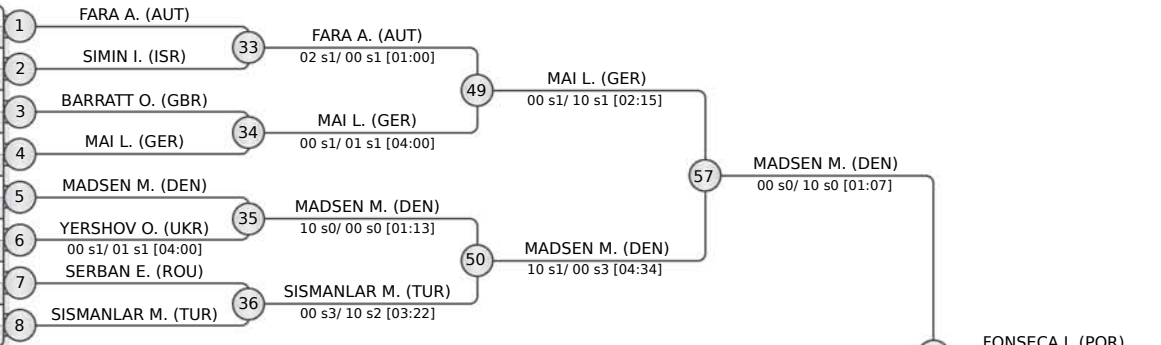 1
FARA A. (AUT)
2
SIMIN I. (ISR)
33
FARA A. (AUT)
02 s1/ 00 s1 [01:00]
3
BARRATT O. (GBR)
4
MAI L. (GER)
34
MAI L. (GER)
00 s1/ 01 s1 [04:00]
49
MAI L. (GER)
00 s1/ 10 s1 [02:15]
5
MADSEN M. (DEN)
6
YERSHOV O. (UKR)
00 s1/ 01 s1 [04:00]
35
MADSEN M. (DEN)
10 s0/ 00 s0 [01:13]
7
SERBAN E. (ROU)
8
SISMANLAR M. (TUR)
36
SISMANLAR M. (TUR)
00 s3/ 10 s2 [03:22]
50
MADSEN M. (DEN)
10 s1/ 00 s3 [04:34]
57
MADSEN M. (DEN)
00 s0/ 10 s0 [01:07]
FONSECA J. (POR)